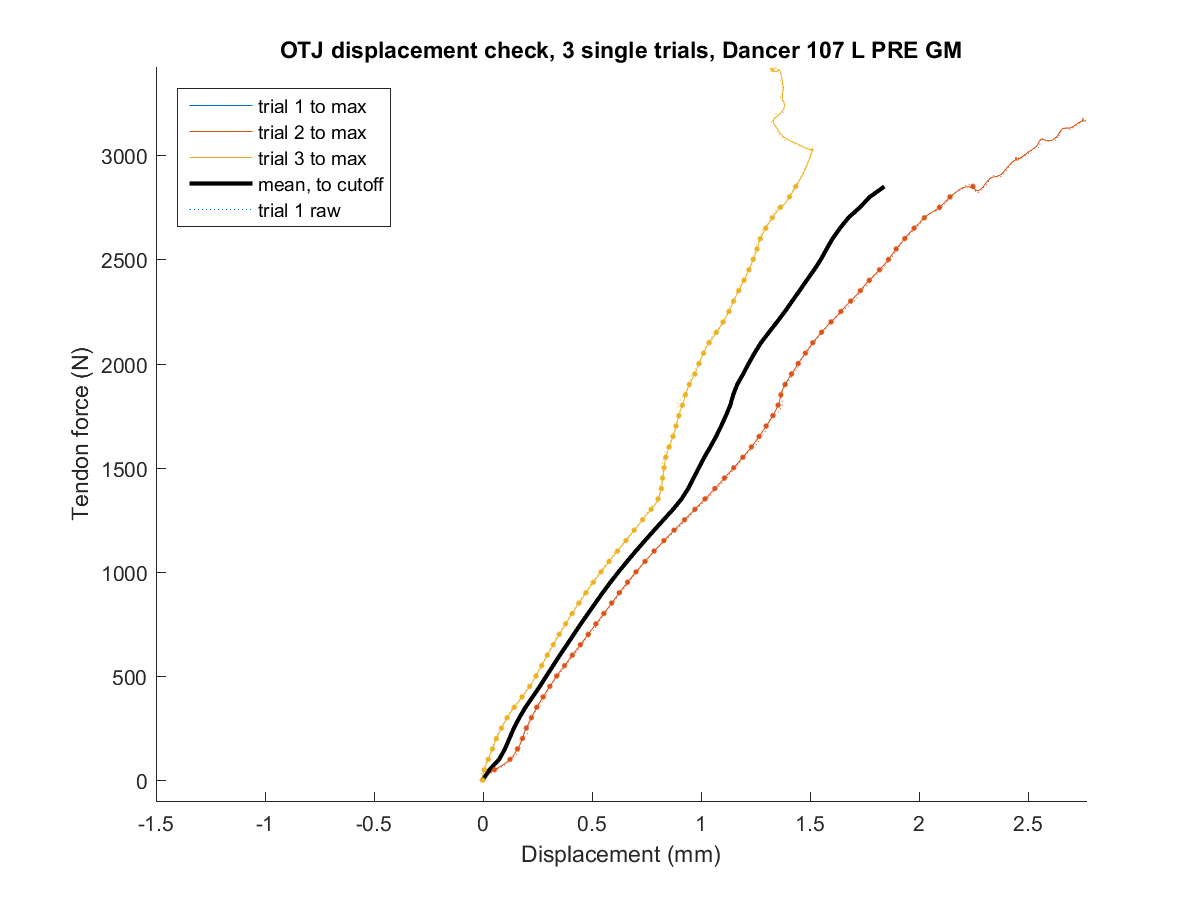 OTJ displacement check, 3 single trials, Dancer 107 L PRE GM
trial 1 to max
trial 2 to max
trial 3 to max
mean, to cutoff
trial 1 raw
3000
2500
2000
1500
1000
500
0
Tendon force (N)
-1.5 -1 -0.5 0 0.5 1 1.5 2 2.5
Displacement (mm)